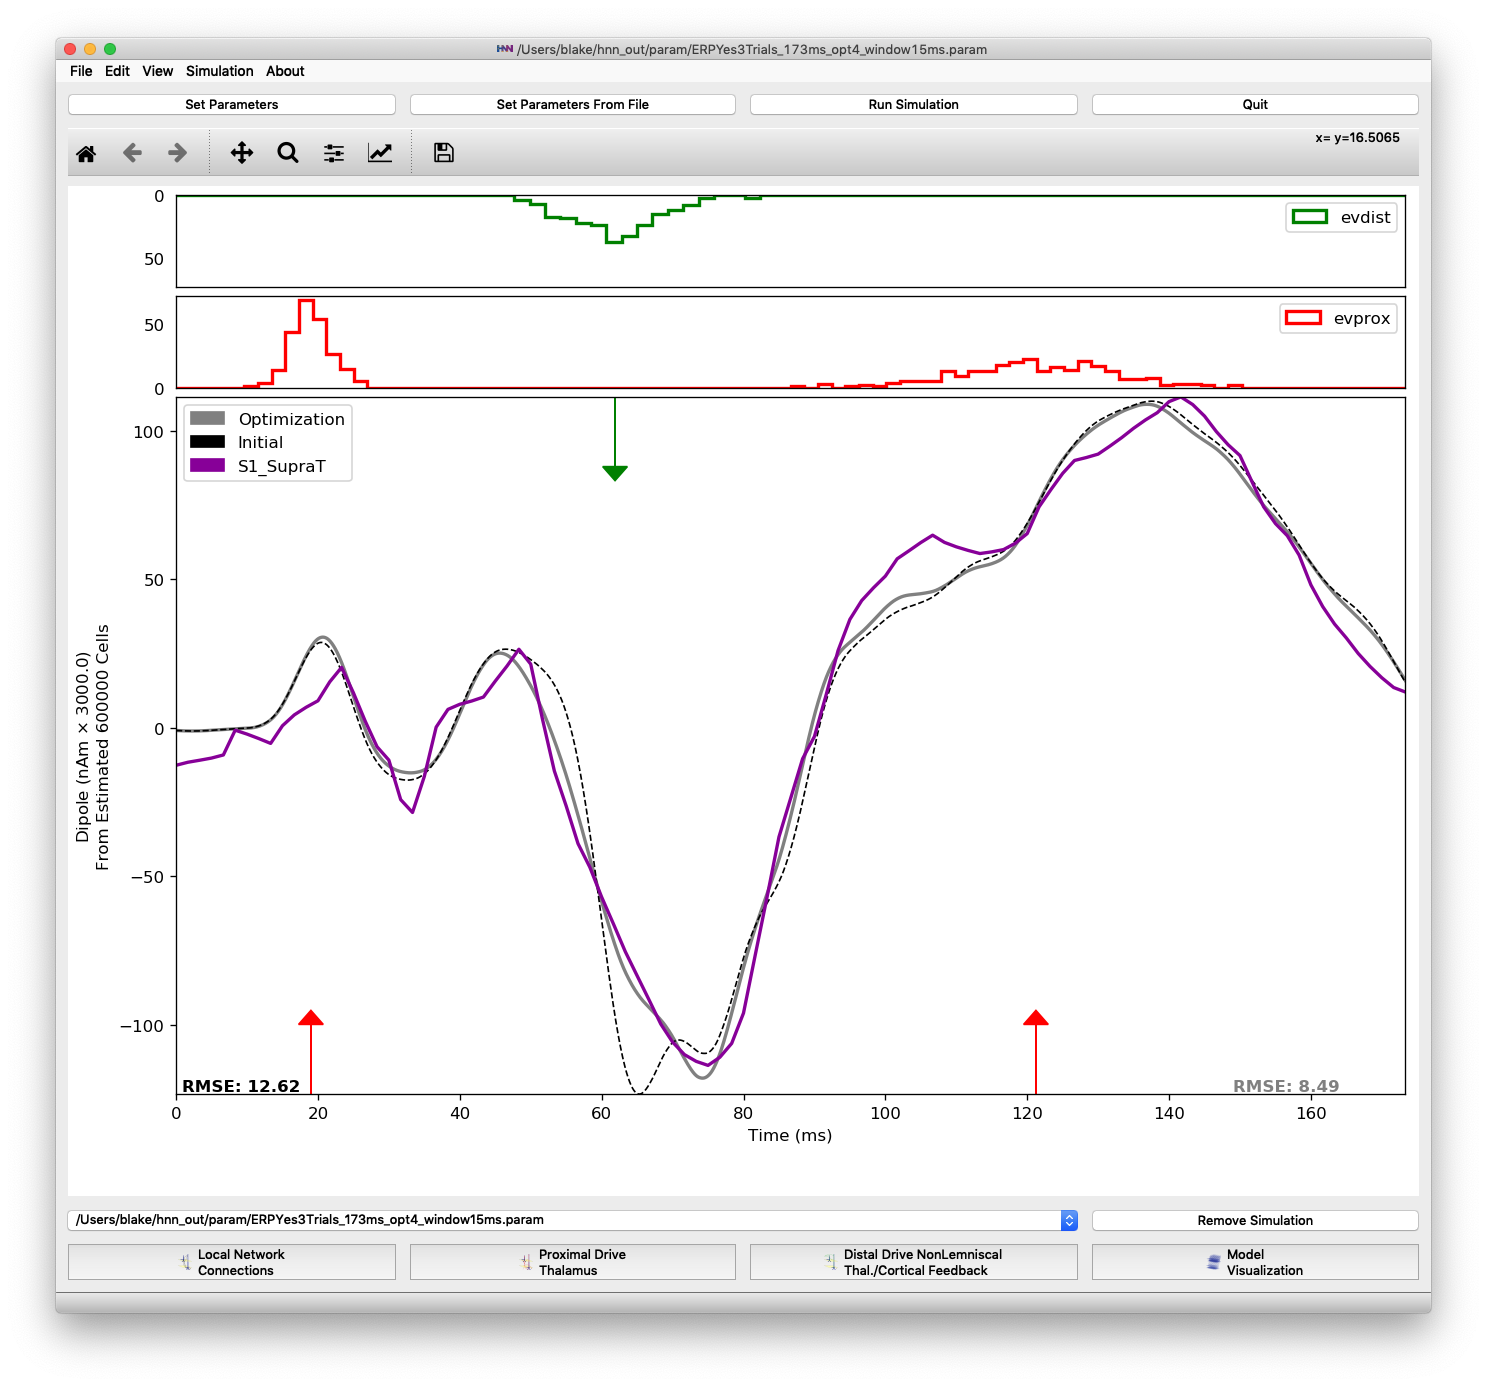 HNN /Users/blake/hnn_out/param/ERPYes3Trials_173ms_opt4_window15ms.param
File Edit View Simulation About
Set Parameters Set Parameters From File Run Simulation Quit
x= y=16.5065
0
50
evdist
50
0
evprox
Optimization
Initial
S1_SupraT
100
50
0
−50
−100
Dipole (nAm × 3000.0)
From Estimated 600000 Cells
RMSE: 12.62 RMSE: 8.49
0 20 40 60 80 100 120 140 160
Time (ms)
/Users/blake/hnn_out/param/ERPYes3Trials_173ms_opt4_window15ms.param Remove Simulation
Local Network
Connections
Proximal Drive
Thalamus
Distal Drive NonLemniscal
Thal./Cortical Feedback
Model
Visualization